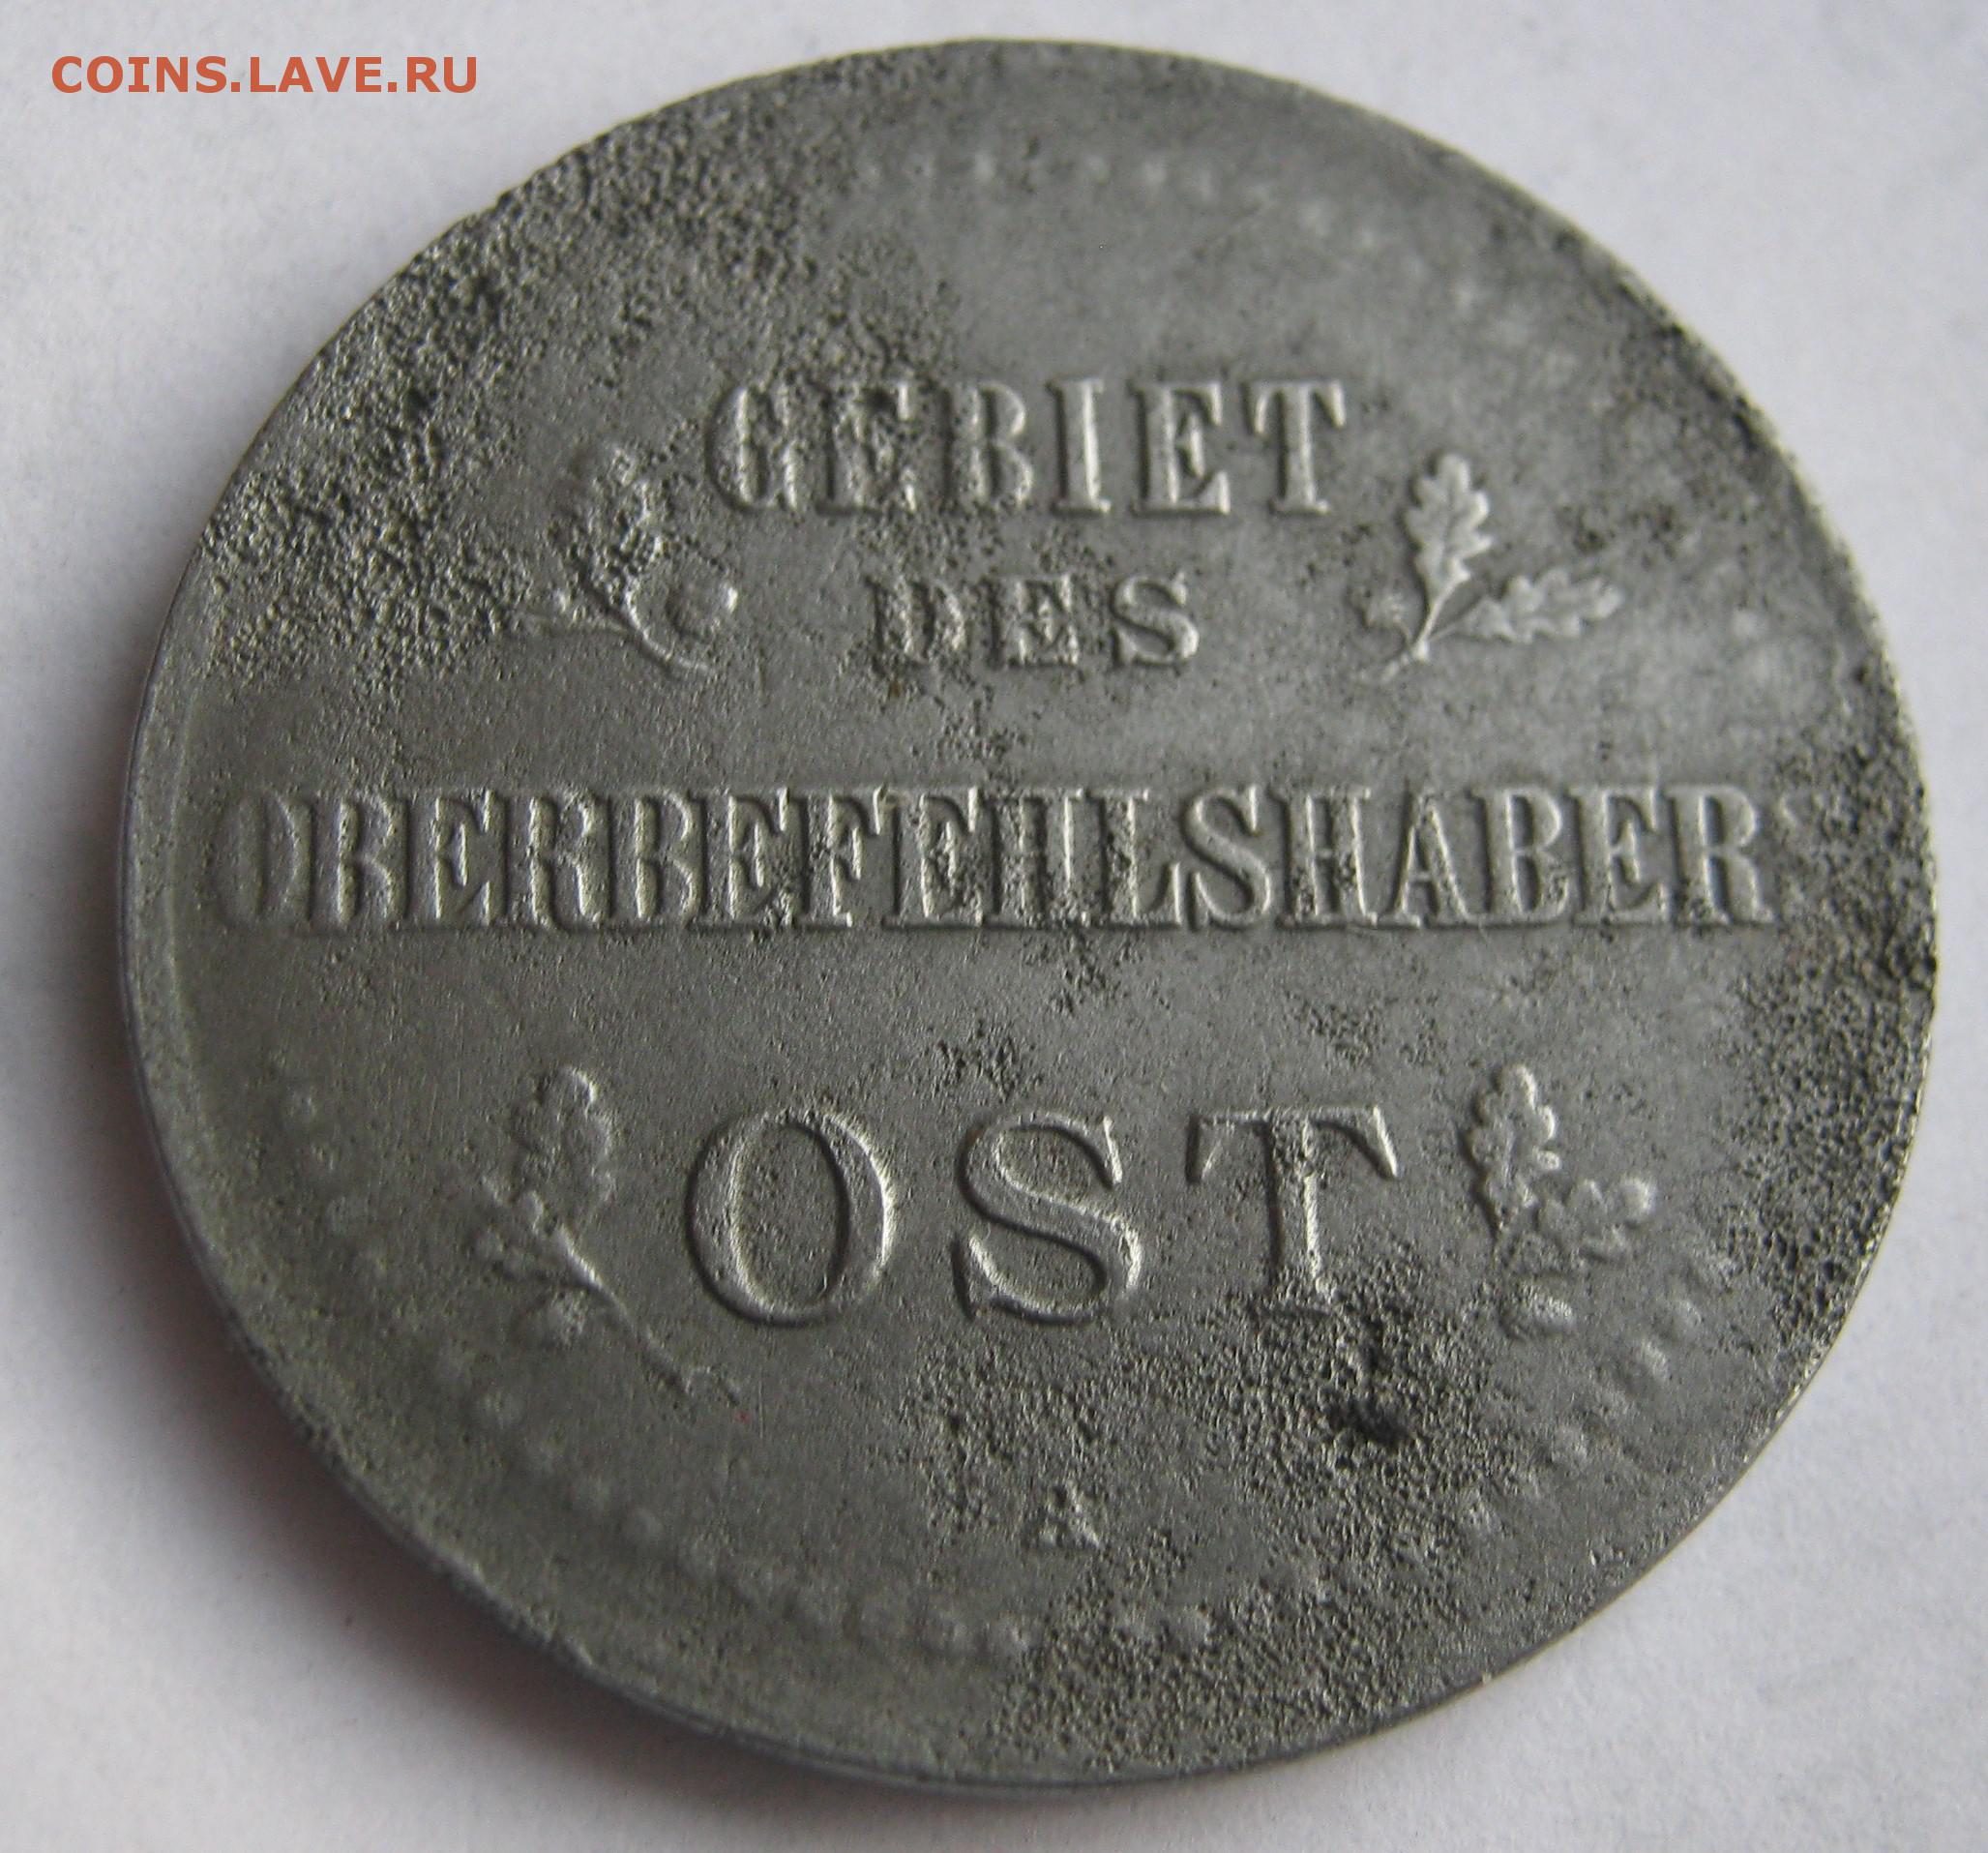 COINS.LAVE.RU
GEBIET
DES
OBERBEFEHLSHABERS
OST
A